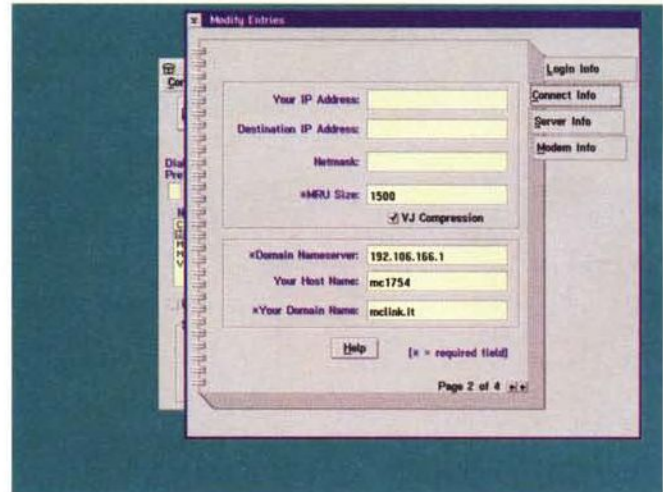 Modify Entries
Login Info
Connect Info
Server Info
Modem Info
Your IP Address:
Destination IP Address:
Netmask:
*MRU Size: 1500
✓ VJ Compression
*Domain Nameserver: 192.106.166.1
Your Host Name: mc1754
*Your Domain Name: mclink.it
Help
[* = required field]
Page 2 of 4